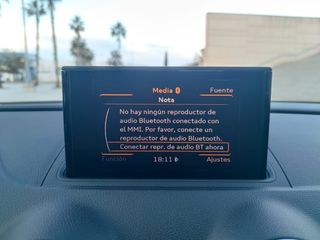 Media Fuente
Nota
No hay ningún reproductor de
audio Bluetooth conectado con
el MMI. Por favor, conecte un
reproductor de audio Bluetooth.
Conectar repr. de audio BT ahora
Función 18:11 Ajustes